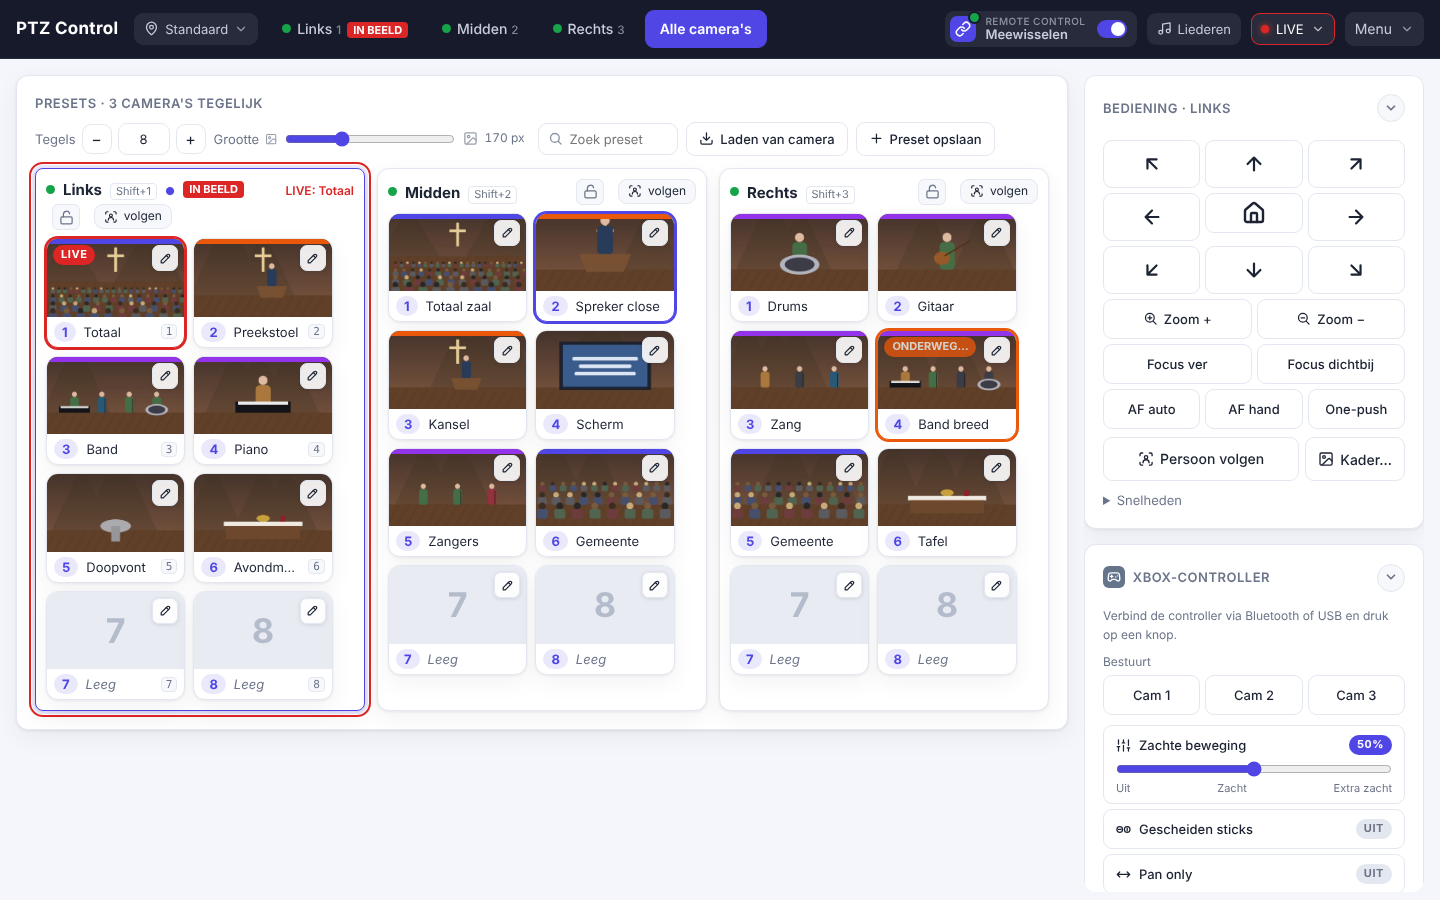 PTZ Control
Standaard
Links 1 IN BEELD
Midden 2
Rechts 3
Alle camera's
REMOTE CONTROL
Meewisselen
Liederen
LIVE
Menu
PRESETS · 3 CAMERA'S TEGELIJK
Tegels − 8 + Grootte 170 px Zoek preset Laden van camera + Preset opslaan
Links Shift+1 IN BEELD LIVE: Totaal
volgen
LIVE
1 Totaal 1
2 Preekstoel 2
3 Band 3
4 Piano 4
5 Doopvont 5
6 Avondm... 6
7
8
7 Leeg 7
8 Leeg 8
Midden Shift+2 volgen
1 Totaal zaal
2 Spreker close
3 Kansel
4 Scherm
5 Zangers
6 Gemeente
7
8
7 Leeg
8 Leeg
Rechts Shift+3 volgen
1 Drums
2 Gitaar
ONDERWEG...
3 Zang
4 Band breed
5 Gemeente
6 Tafel
7
8
7 Leeg
8 Leeg
BEDIENING · LINKS
Zoom +
Zoom −
Focus ver
Focus dichtbij
AF auto
AF hand
One-push
Persoon volgen
Kader...
Snelheden
XBOX-CONTROLLER
Verbind de controller via Bluetooth of USB en druk
op een knop.
Bestuurt
Cam 1
Cam 2
Cam 3
Zachte beweging 50%
Uit Zacht Extra zacht
Gescheiden sticks UIT
Pan only UIT